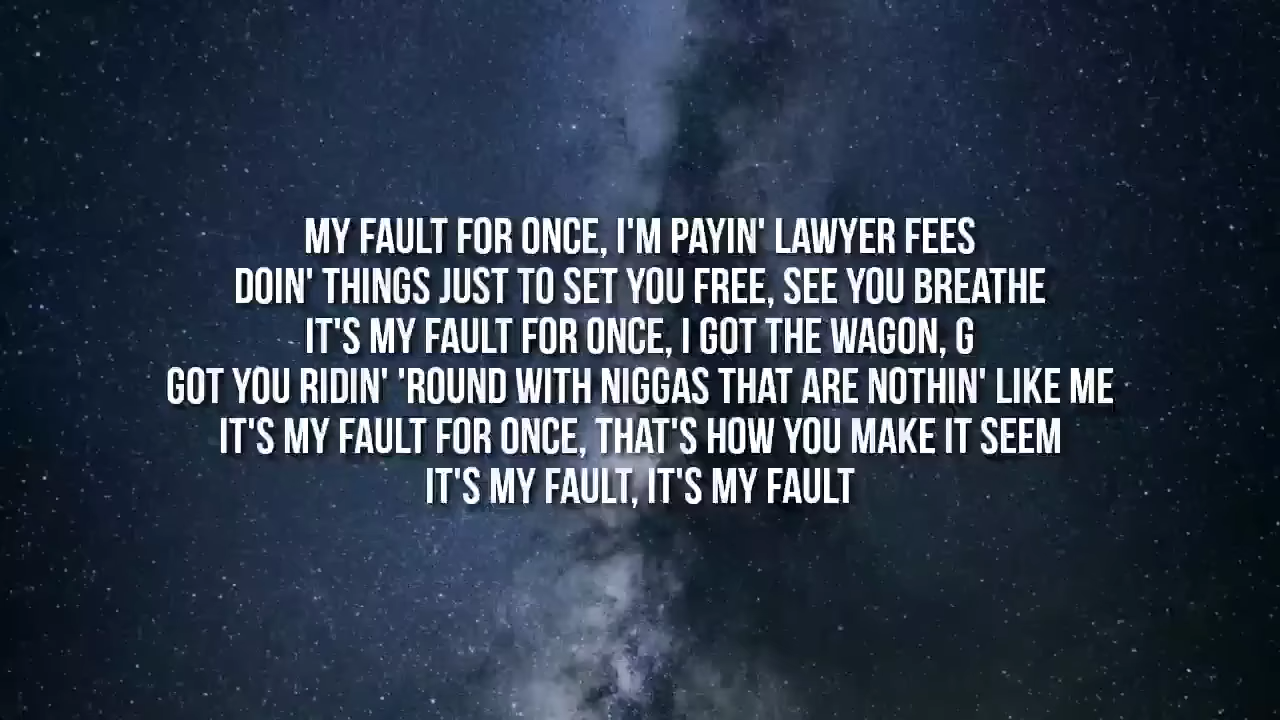 MY FAULT FOR ONCE, I'M PAYIN' LAWYER FEES
DOIN' THINGS JUST TO SET YOU FREE, SEE YOU BREATHE
IT'S MY FAULT FOR ONCE, I GOT THE WAGON, G
GOT YOU RIDIN' 'ROUND WITH NIGGAS THAT ARE NOTHIN' LIKE ME
IT'S MY FAULT FOR ONCE, THAT'S HOW YOU MAKE IT SEEM
IT'S MY FAULT, IT'S MY FAULT